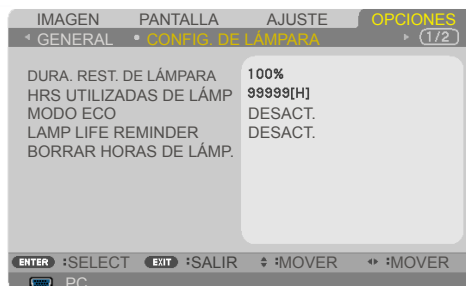 IMAGEN PANTALLA AJUSTE OPCIONES
GENERAL • CONFIG. DE LÁMPARA (1/2)
DURA. REST. DE LÁMPARA 100%
HRS UTILIZADAS DE LÁMP 99999[H]
MODO ECO DESACT.
LAMP LIFE REMINDER DESACT.
BORRAR HORAS DE LÁMP.
ENTER :SELECT EXIT :SALIR :MOVER :MOVER
PC